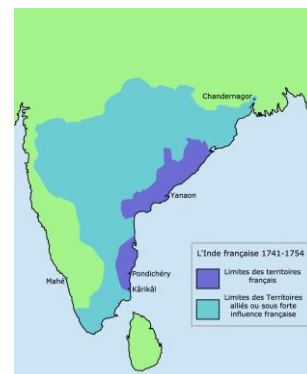 Chandernagor
Yanaon
L'Inde française 1741-1754
Limites des territoires
français
Pondichéry
Mahé
Kârikâl
Limites des Territoires
alliés ou sous forte
influence française